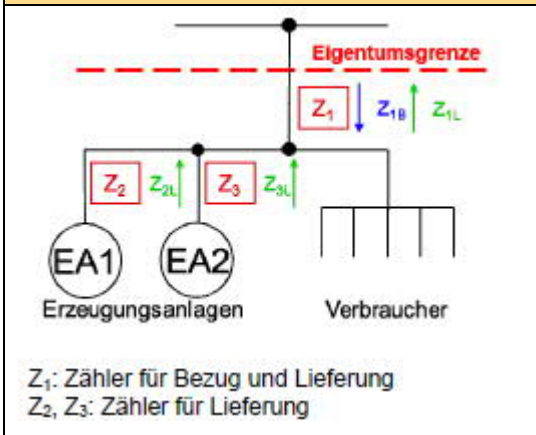 Eigentumsgrenze
Z1 Z1B Z1L
Z2 Z2L Z3 Z3L
EA1 EA2
Erzeugungsanlagen Verbraucher
Z1: Zähler für Bezug und Lieferung
Z2, Z3: Zähler für Lieferung